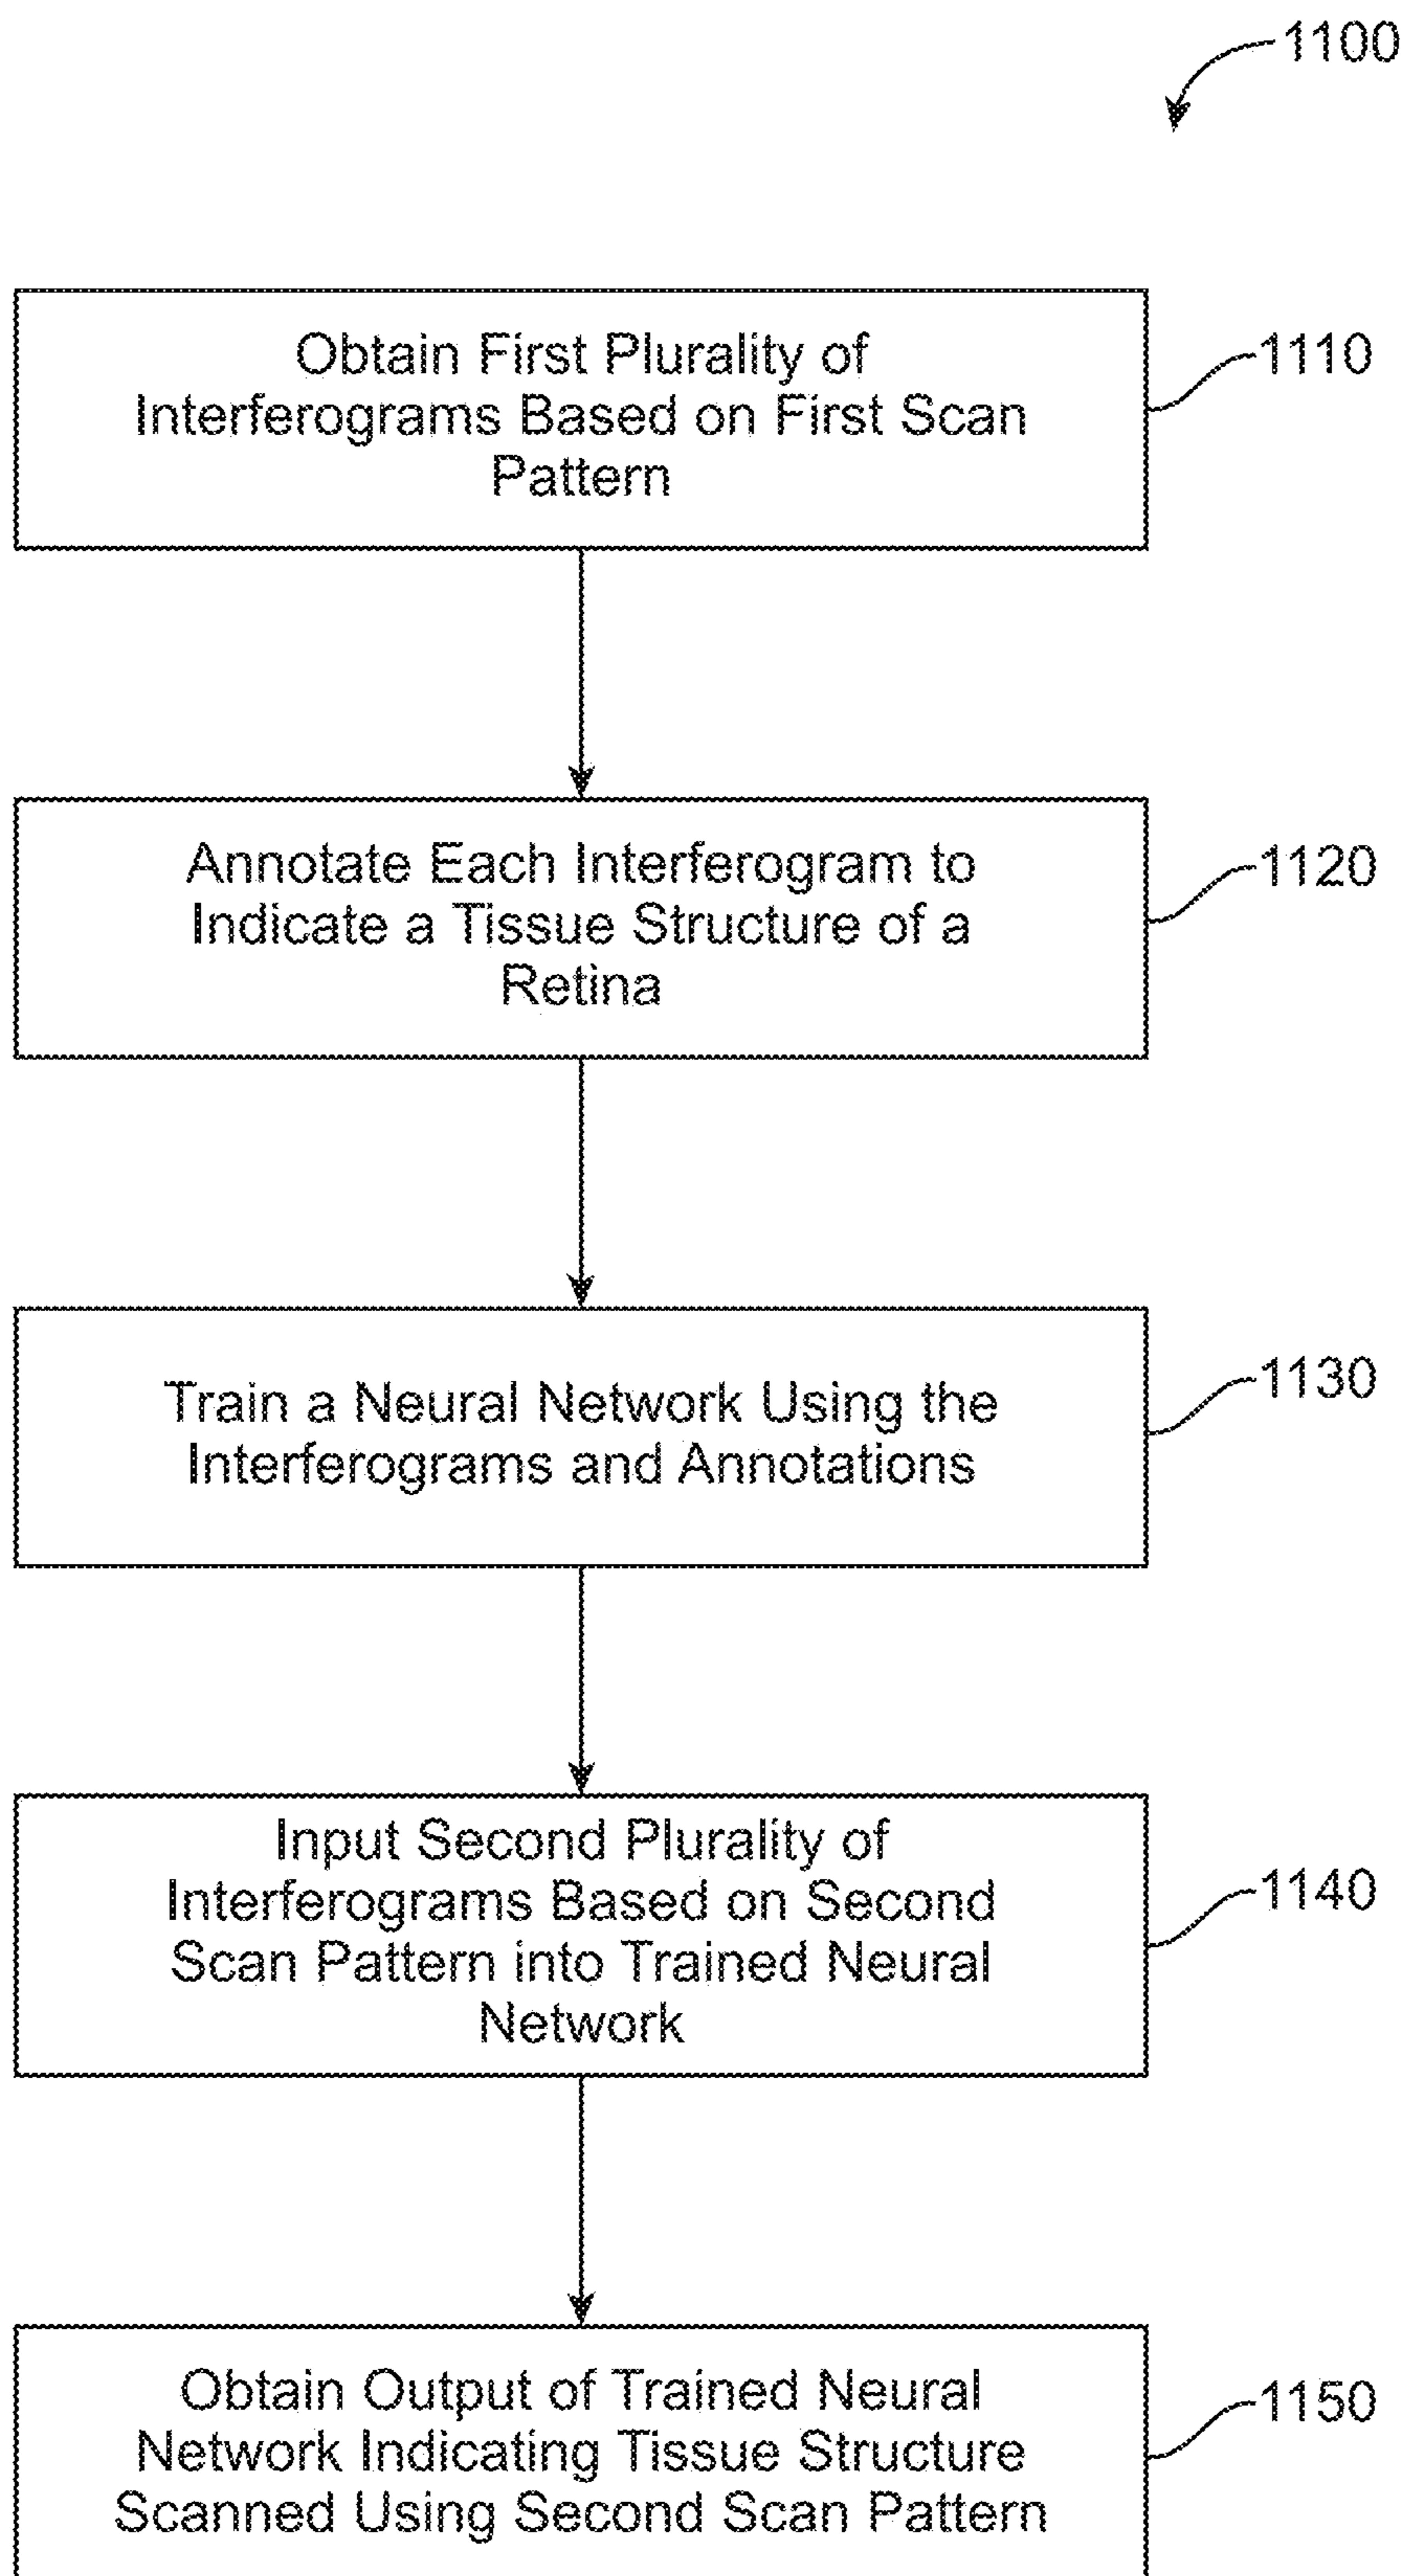 1100
Obtain First Plurality of
Interferograms Based on First Scan
Pattern
1110
Annotate Each Interferogram to
Indicate a Tissue Structure of a
Retina
1120
Train a Neural Network Using the
Interferograms and Annotations
1130
Input Second Plurality of
Interferograms Based on Second
Scan Pattern into Trained Neural
Network
1140
Obtain Output of Trained Neural
Network Indicating Tissue Structure
Scanned Using Second Scan Pattern
1150